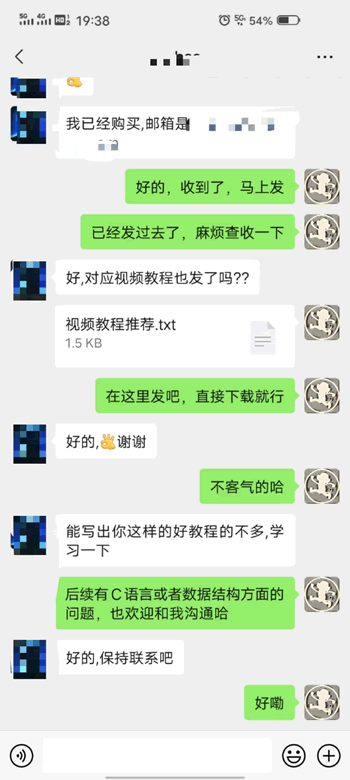 19:38
54%
我已经购买,邮箱是
好的，收到了，马上发
已经发过去了，麻烦查收一下
好,对应视频教程也发了吗??
视频教程推荐.txt
1.5 KB
在这里发吧，直接下载就行
好的,👌谢谢
不客气的哈
能写出你这样的好教程的不多,学
习一下
后续有C语言或者数据结构方面的
问题，也欢迎和我沟通哈
好的,保持联系吧
好嘞